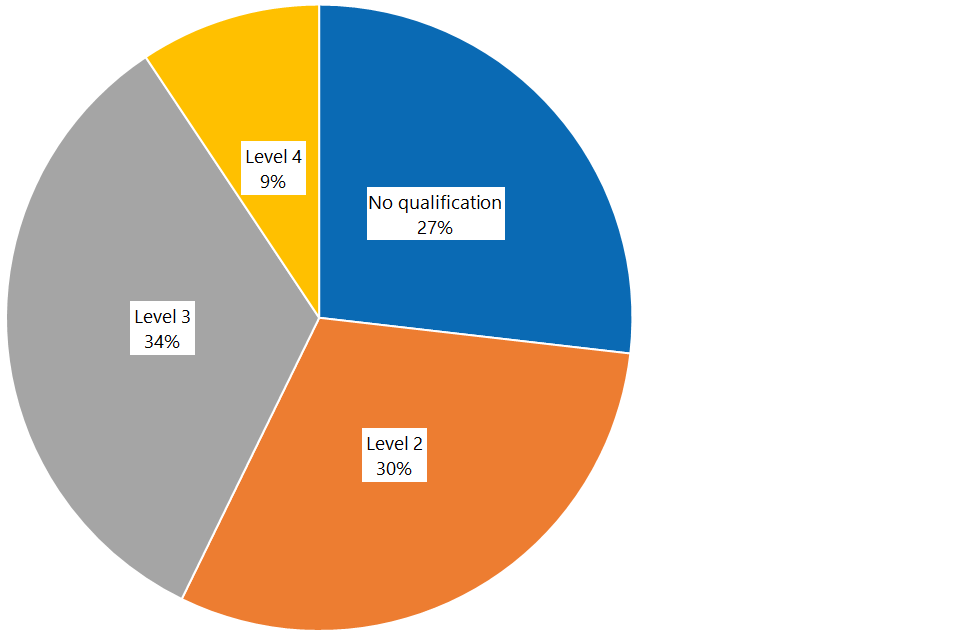 Level 4
9%
No qualification
27%
Level 3
34%
Level 2
30%